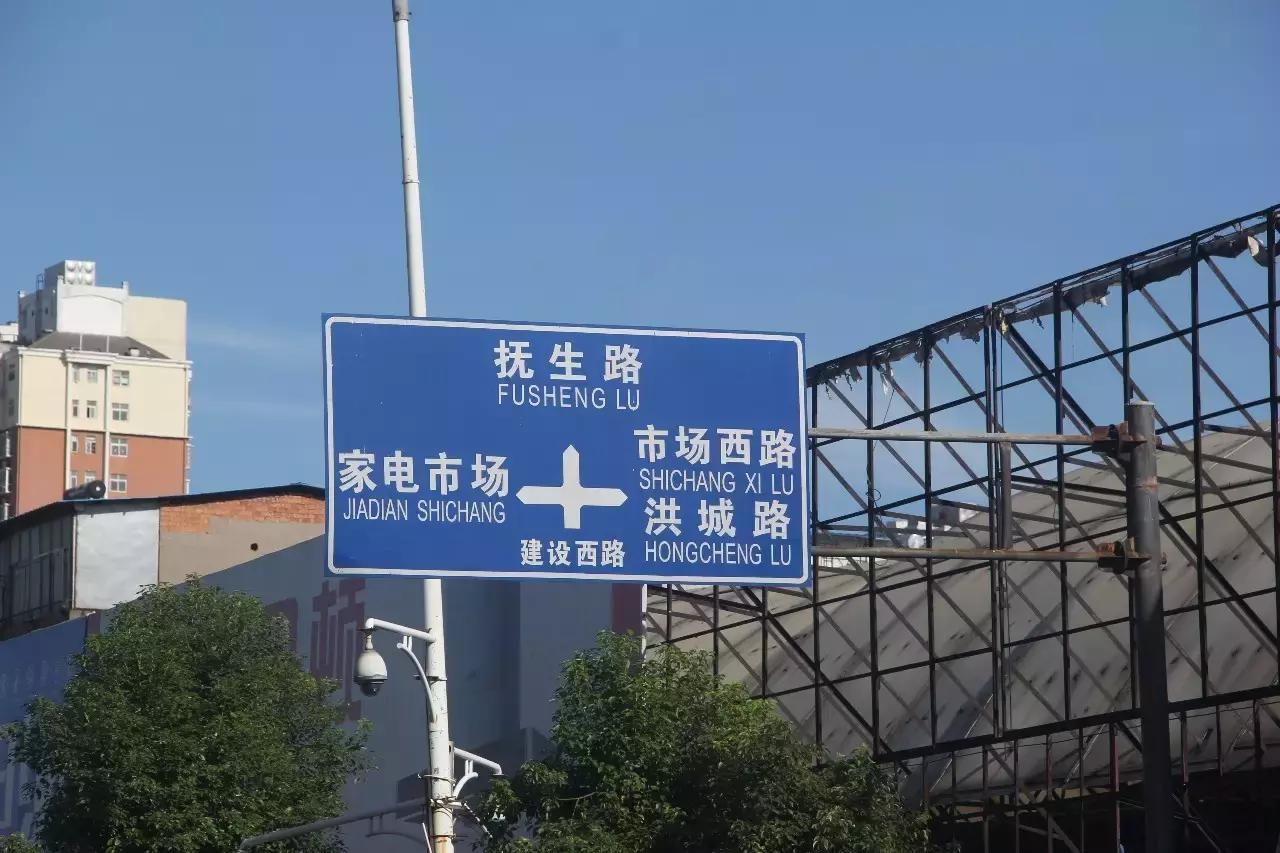 抚生路
FUSHENG LU
家电市场
JIADIAN SHICHANG
市场西路
SHICHANG XI LU
洪城路
HONGCHENG LU
建设西路